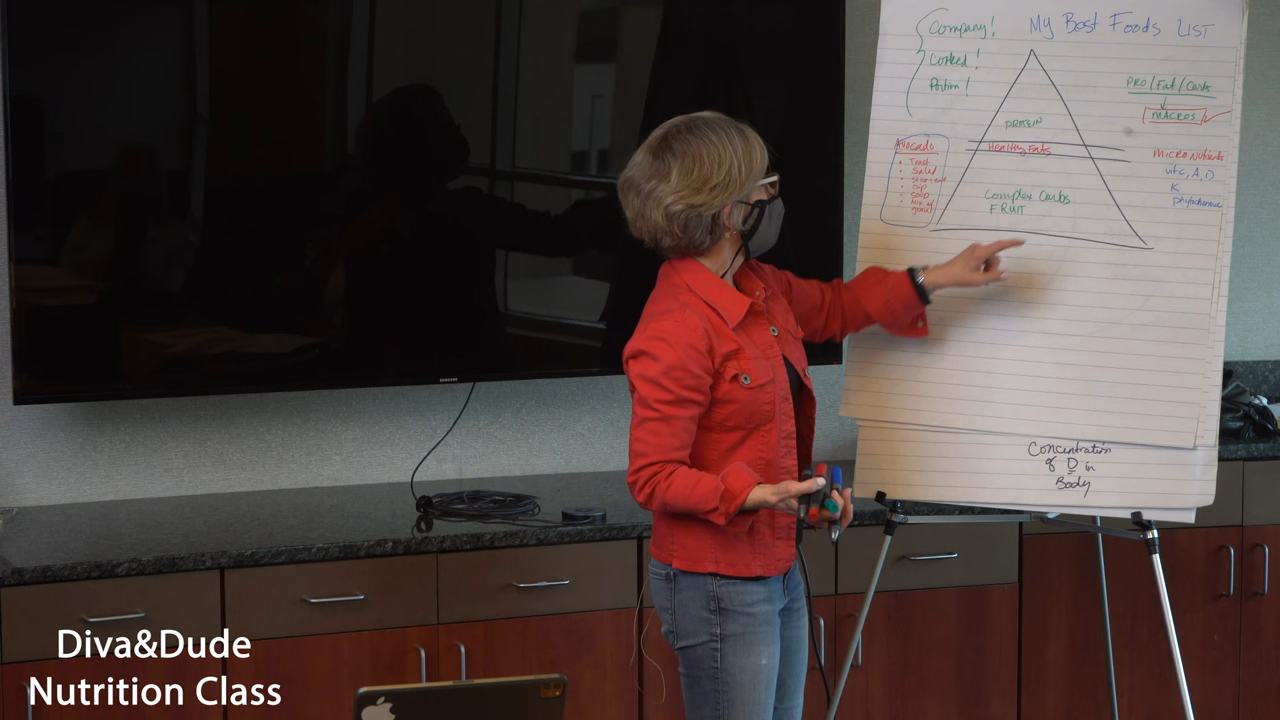 My Best Foods LIST
Company!
Cooked!
Portion!
PRO/Fat/Carbs
MACROS
PROTEIN
Healthy Fats
Avocado
• Toast
• Salad
• Dip
• Soup
Micro Nutrients
vit C, A, D
K
Complex Carbs
FRUIT
Concentration
of D in
Body
SAMSUNG
Diva&Dude
Nutrition Class